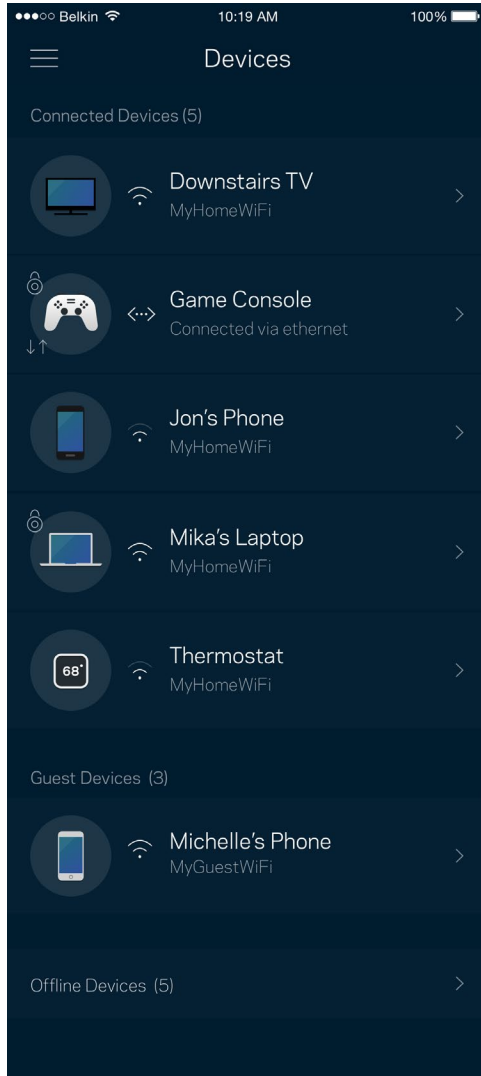 Belkin 10:19 AM 100%
Devices
Connected Devices (5)
Downstairs TV
MyHomeWiFi
Game Console
Connected via ethernet
Jon's Phone
MyHomeWiFi
Mika's Laptop
MyHomeWiFi
68°
Thermostat
MyHomeWiFi
Guest Devices (3)
Michelle's Phone
MyGuestWiFi
Offline Devices (5)